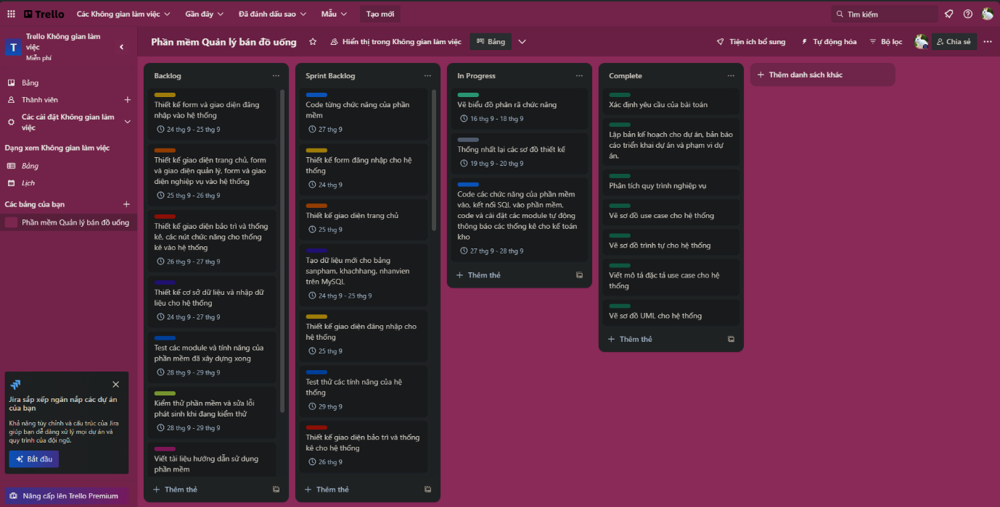 Trello
Các Không gian làm việc
Gần đây
Đã đánh dấu sao
Mẫu
Tạo mới
Tìm kiếm
T
Trello Không gian làm
việc
Miễn phí
Bảng
Thành viên
Các cài đặt Không gian làm
việc
Dạng xem Không gian làm việc
Bảng
Lịch
Các bảng của bạn
Phần mềm Quản lý bán đồ uống
Jira sắp xếp ngăn nắp các dự án
của bạn
Khả năng tùy chỉnh và cấu trúc của Jira
giúp bạn dễ dàng xử lý mọi dự án và
quy trình của đội ngũ.
Bắt đầu
Nâng cấp lên Trello Premium
Phần mềm Quản lý bán đồ uống
Hiển thị trong Không gian làm việc
Bảng
Tiện ích bổ sung
Tự động hóa
Bộ lọc
Chia sẻ
Backlog
Thiết kế form và giao diện đăng
nhập vào hệ thống
24 thg 9 - 25 thg 9
Thiết kế giao diện trang chủ, form
và giao diện quản lý, form và giao
diện nghiệp vụ vào hệ thống
25 thg 9 - 26 thg 9
Thiết kế giao diện bảo trì và thống
kê, các nút chức năng cho thống
kê vào hệ thống
26 thg 9 - 27 thg 9
Thiết kế cơ sở dữ liệu và nhập dữ
liệu cho hệ thống
24 thg 9 - 27 thg 9
Test các module và tính năng của
phần mềm đã xây dựng xong
28 thg 9 - 29 thg 9
Kiểm thử phần mềm và sửa lỗi
phát sinh khi đang kiểm thử
28 thg 9 - 29 thg 9
Viết tài liệu hướng dẫn sử dụng
phần mềm
Thêm thẻ
Sprint Backlog
Code từng chức năng của phần
mềm
27 thg 9
Thiết kế form đăng nhập cho hệ
thống
24 thg 9
Thiết kế giao diện trang chủ
25 thg 9
Tạo dữ liệu mới cho bảng
sanpham, khachhang, nhanvien
trên MySQL
24 thg 9 - 25 thg 9
Thiết kế giao diện đăng nhập cho
hệ thống
25 thg 9
Test thử các tính năng của hệ
thống
29 thg 9
Thiết kế giao diện bảo trì và thống
kê cho hệ thống
26 thg 9
Thêm thẻ
In Progress
Vẽ biểu đồ phân rã chức năng
16 thg 9 - 18 thg 9
Thống nhất lại các sơ đồ thiết kế
19 thg 9 - 20 thg 9
Code các chức năng của phần mềm
vào, kết nối SQL vào phần mềm,
code và cài đặt các module tự động
thông báo các thống kê cho kế toán
kho
27 thg 9 - 28 thg 9
Thêm thẻ
Complete
Xác định yêu cầu của bài toán
Lập bản kế hoạch cho dự án, bản báo
cáo triển khai dự án và phạm vi dự
án.
Phân tích quy trình nghiệp vụ
Vẽ sơ đồ use case cho hệ thống
Vẽ sơ đồ trình tự cho hệ thống
Viết mô tả đặc tả use case cho hệ
thống
Vẽ sơ đồ UML cho hệ thống
Thêm thẻ
Thêm danh sách khác